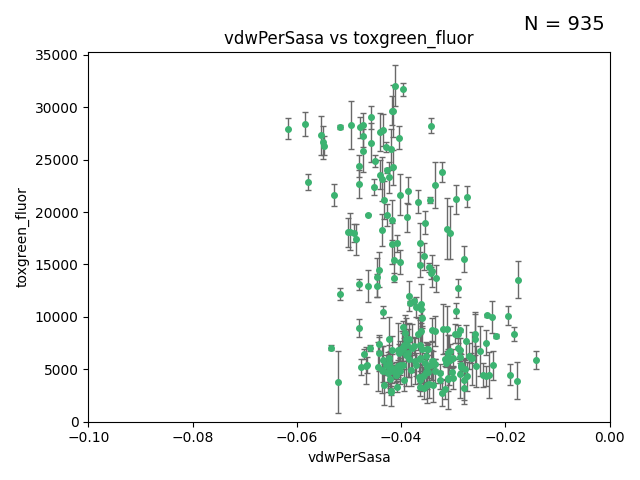 N = 935
vdwPerSasa vs toxgreen_fluor
35000
30000
25000
20000
15000
10000
5000
0
toxgreen_fluor
−0.10 −0.08 −0.06 −0.04 −0.02 0.00
vdwPerSasa